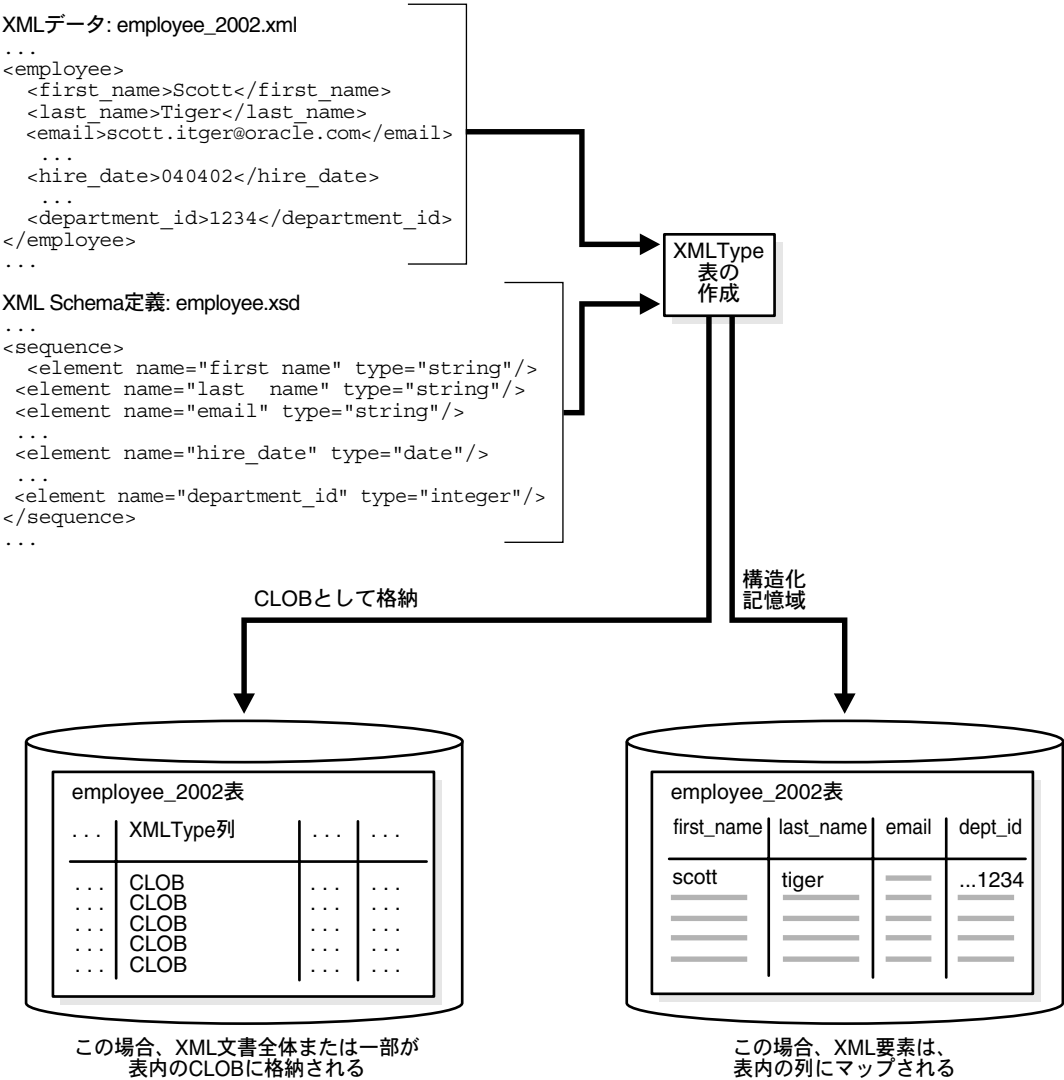 XMLデータ: employee_2002.xml
...
<employee>
  <first_name>Scott</first_name>
  <last_name>Tiger</last_name>
  <email>scott.itger@oracle.com</email>
   ...
  <hire_date>040402</hire_date>
   ...
  <department_id>1234</department_id>
</employee>
...
XML Schema定義: employee.xsd
...
<sequence>
  <element name="first name" type="string"/>
 <element name="last  name" type="string"/>
 <element name="email" type="string"/>
 ...
 <element name="hire_date" type="date"/>
 ...
 <element name="department_id" type="integer"/>
</sequence>
...
XMLType
表の
作成
CLOBとして格納
構造化
記憶域
employee_2002表
... XMLType列 ... ...
... CLOB ... ...
... CLOB ... ...
... CLOB ... ...
... CLOB ... ...
... CLOB ... ...
この場合、XML文書全体または一部が
表内のCLOBに格納される
employee_2002表
first_name last_name email dept_id
scott tiger ...1234
この場合、XML要素は、
表内の列にマップされる